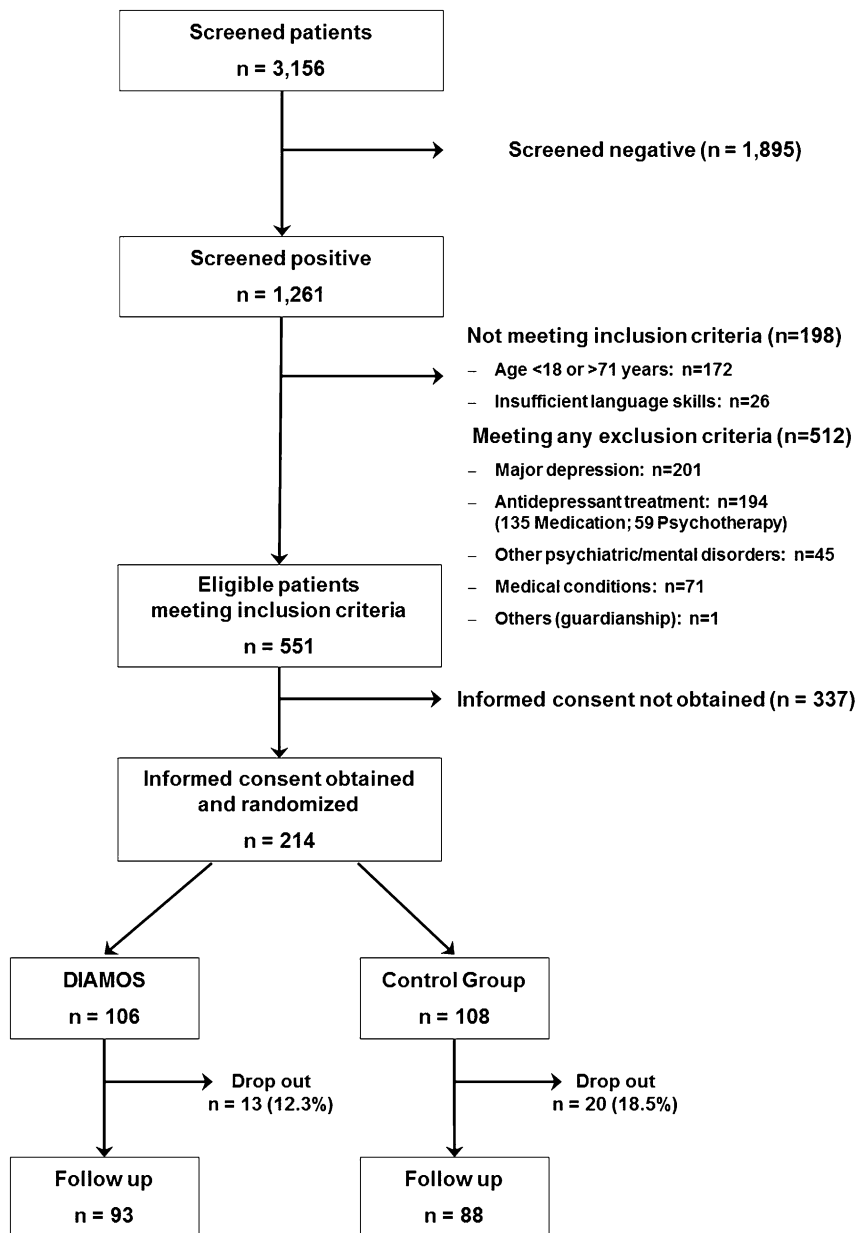 Screened patients
n = 3,156
Screened negative (n = 1,895)
Screened positive
n = 1,261
Not meeting inclusion criteria (n=198)
– Age <18 or >71 years: n=172
– Insufficient language skills: n=26
Meeting any exclusion criteria (n=512)
– Major depression: n=201
– Antidepressant treatment: n=194
(135 Medication; 59 Psychotherapy)
– Other psychiatric/mental disorders: n=45
– Medical conditions: n=71
– Others (guardianship): n=1
Eligible patients
meeting inclusion criteria
n = 551
Informed consent not obtained (n = 337)
Informed consent obtained
and randomized
n = 214
DIAMOS
n = 106
Control Group
n = 108
Drop out
n = 13 (12.3%)
Drop out
n = 20 (18.5%)
Follow up
n = 93
Follow up
n = 88